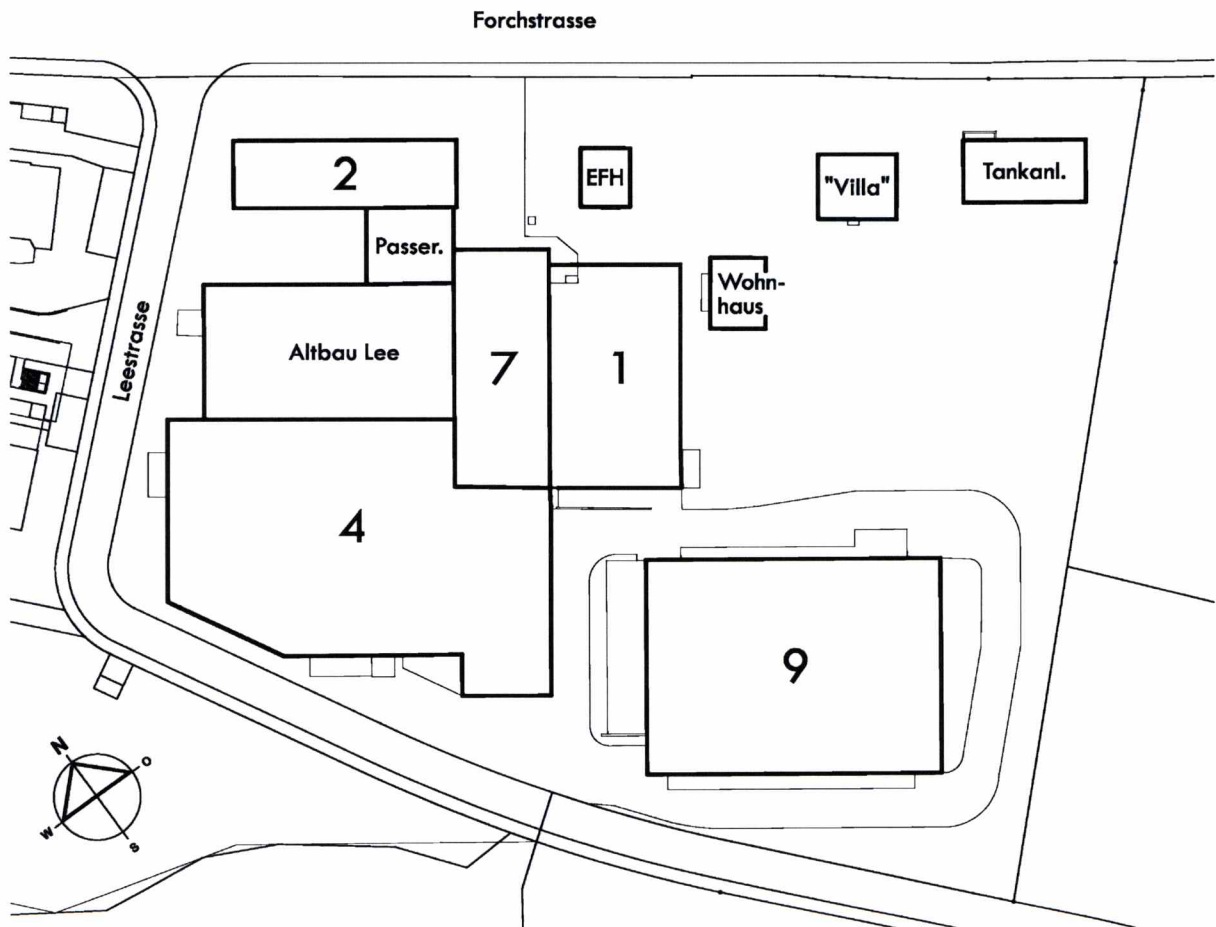 Forchstrasse
2
EFH
"Villa"
Tankanl.
Passer.
Wohn-
haus
Leestrasse
Altbau Lee
7
1
4
9
N
O
W
S